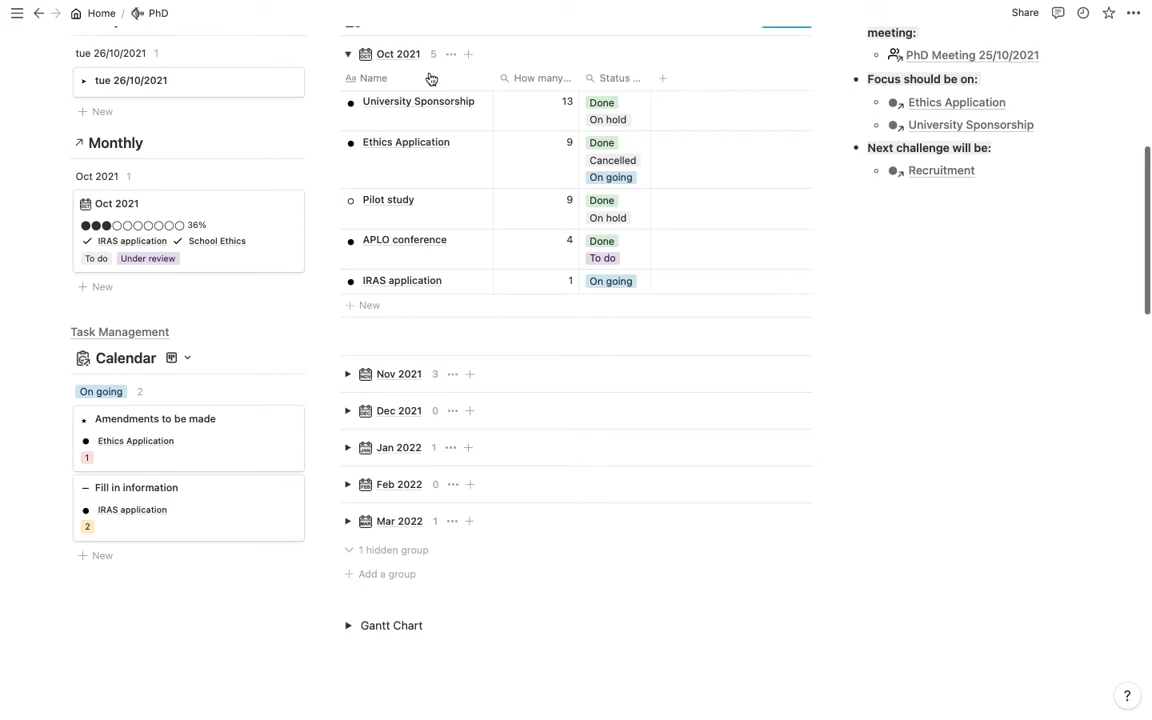 Home / PhD
Share
tue 26/10/2021 1
tue 26/10/2021
+ New
Monthly
Oct 2021 1
Oct 2021
36%
IRAS application School Ethics
To do Under review
+ New
Task Management
Calendar
On going 2
Amendments to be made
Ethics Application
1
Fill in information
IRAS application
2
+ New
Oct 2021 5 ••• +
Aa Name How many... Status ... +
University Sponsorship 13 Done
On hold
Ethics Application 9 Done
Cancelled
On going
Pilot study 9 Done
On hold
APLO conference 4 Done
To do
IRAS application 1 On going
+ New
Nov 2021 3 ••• +
Dec 2021 0 ••• +
Jan 2022 1 ••• +
Feb 2022 0 ••• +
Mar 2022 1 ••• +
1 hidden group
+ Add a group
Gantt Chart
meeting:
PhD Meeting 25/10/2021
Focus should be on:
Ethics Application
University Sponsorship
Next challenge will be:
Recruitment
?